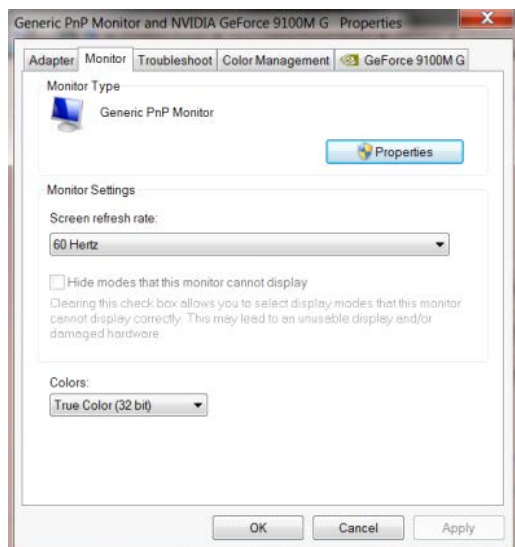 Generic PnP Monitor and NVIDIA GeForce 9100M G Properties
Adapter Monitor Troubleshoot Color Management GeForce 9100M G
Monitor Type
Generic PnP Monitor
Properties
Monitor Settings
Screen refresh rate:
60 Hertz
Hide modes that this monitor cannot display
Clearing this check box allows you to select display modes that this monitor
cannot display correctly. This may lead to an unusable display and/or
damaged hardware.
Colors:
True Color (32 bit)
OK Cancel Apply